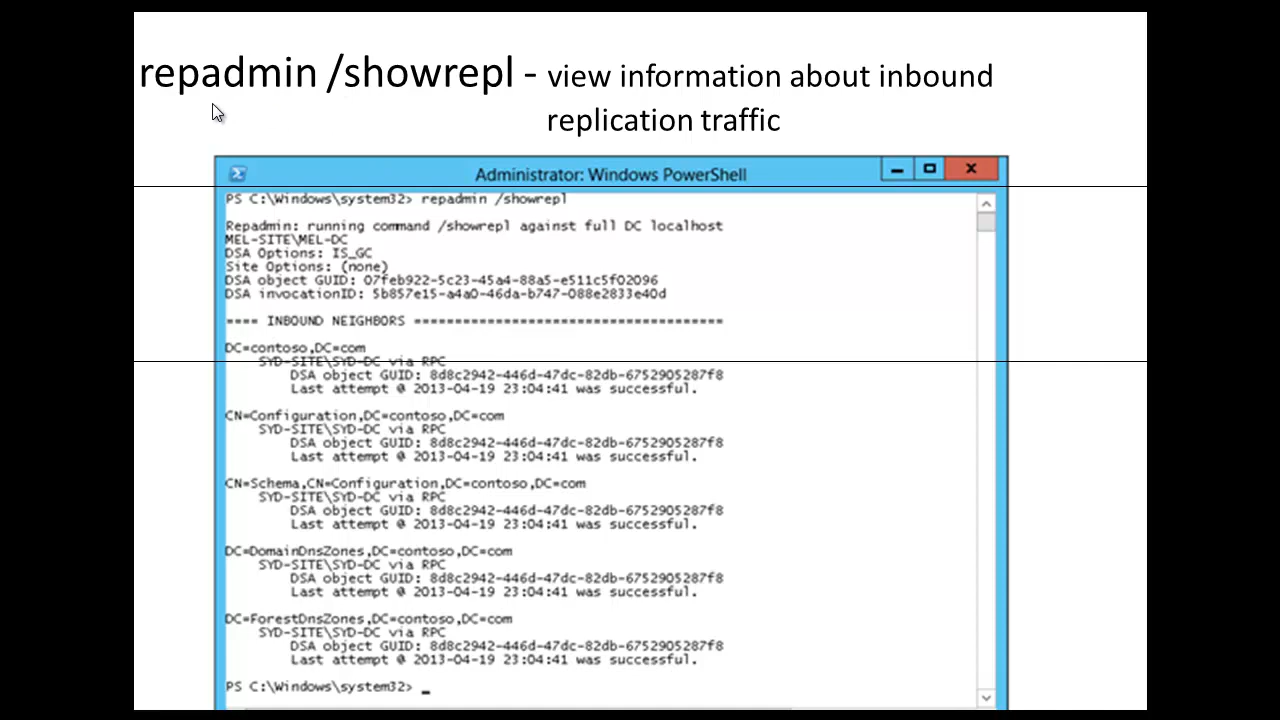 repadmin /showrepl - view information about inbound
replication traffic
Administrator: Windows PowerShell
PS C:\Windows\system32> repadmin /showrepl
Repadmin: running command /showrepl against full DC localhost
MEL-SITE\MEL-DC
DSA Options: IS_GC
Site Options: (none)
DSA object GUID: 07feb922-5c23-45a4-88a5-e511c5f02096
DSA invocationID: 5b857e15-a4a0-46da-b747-088e2833e40d
==== INBOUND NEIGHBORS ======================================
DC=contoso,DC=com
SYD-SITE\SYD-DC via RPC
DSA object GUID: 8d8c2942-446d-47dc-82db-6752905287f8
Last attempt @ 2013-04-19 23:04:41 was successful.
CN=Configuration,DC=contoso,DC=com
SYD-SITE\SYD-DC via RPC
DSA object GUID: 8d8c2942-446d-47dc-82db-6752905287f8
Last attempt @ 2013-04-19 23:04:41 was successful.
CN=Schema,CN=Configuration,DC=contoso,DC=com
SYD-SITE\SYD-DC via RPC
DSA object GUID: 8d8c2942-446d-47dc-82db-6752905287f8
Last attempt @ 2013-04-19 23:04:41 was successful.
DC=DomainDnsZones,DC=contoso,DC=com
SYD-SITE\SYD-DC via RPC
DSA object GUID: 8d8c2942-446d-47dc-82db-6752905287f8
Last attempt @ 2013-04-19 23:04:41 was successful.
DC=ForestDnsZones,DC=contoso,DC=com
SYD-SITE\SYD-DC via RPC
DSA object GUID: 8d8c2942-446d-47dc-82db-6752905287f8
Last attempt @ 2013-04-19 23:04:41 was successful.
PS C:\Windows\system32> _